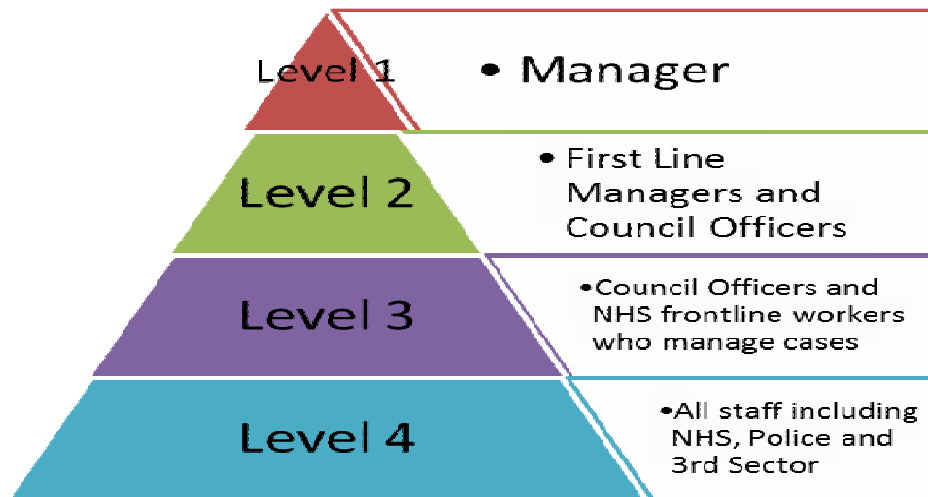 Level 1
• Manager
Level 2
• First Line
Managers and
Council Officers
Level 3
•Council Officers and
NHS frontline workers
who manage cases
Level 4
•All staff including
NHS, Police and
3rd Sector